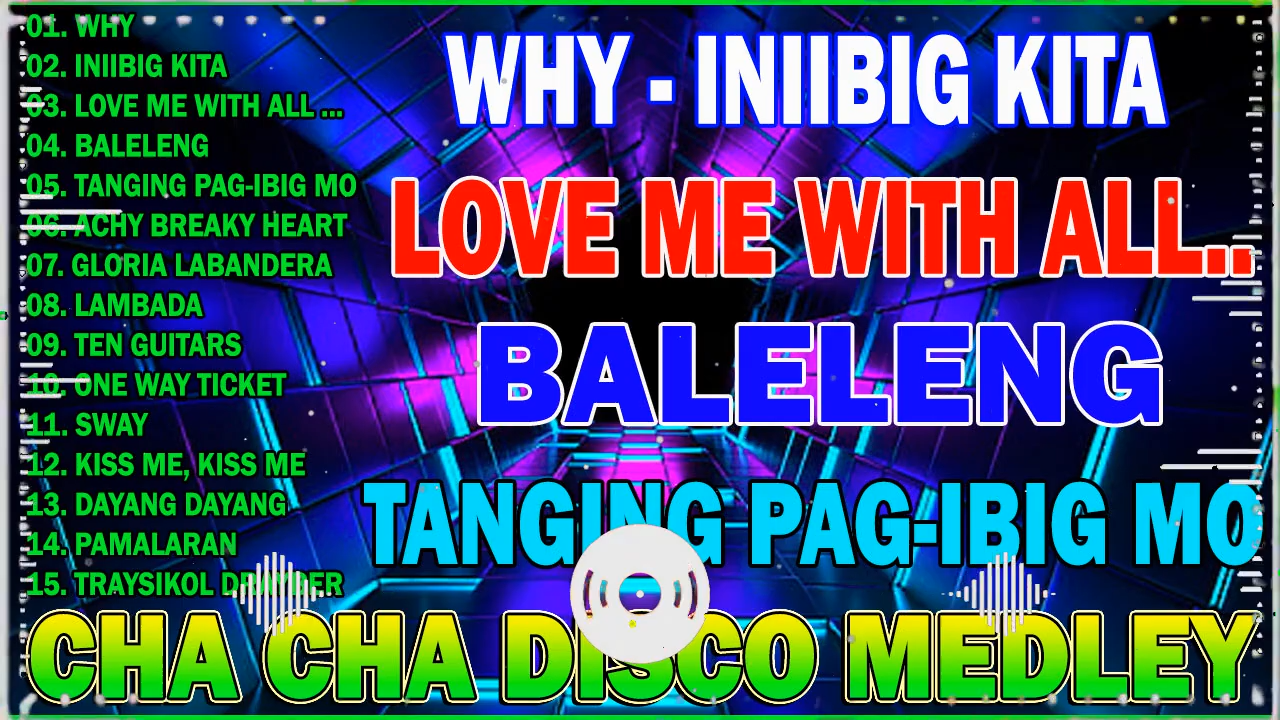 01. WHY
02. INIIBIG KITA
03. LOVE ME WITH ALL ...
04. BALELENG
05. TANGING PAG-IBIG MO
06. ACHY BREAKY HEART
07. GLORIA LABANDERA
08. LAMBADA
09. TEN GUITARS
10. ONE WAY TICKET
11. SWAY
12. KISS ME, KISS ME
13. DAYANG DAYANG
14. PAMALARAN
15. TRAYSIKOL
WHY - INIIBIG KITA
LOVE ME WITH ALL..
BALELENG
TANGING PAG-IBIG MO
CHA CHA DISCO MEDLEY